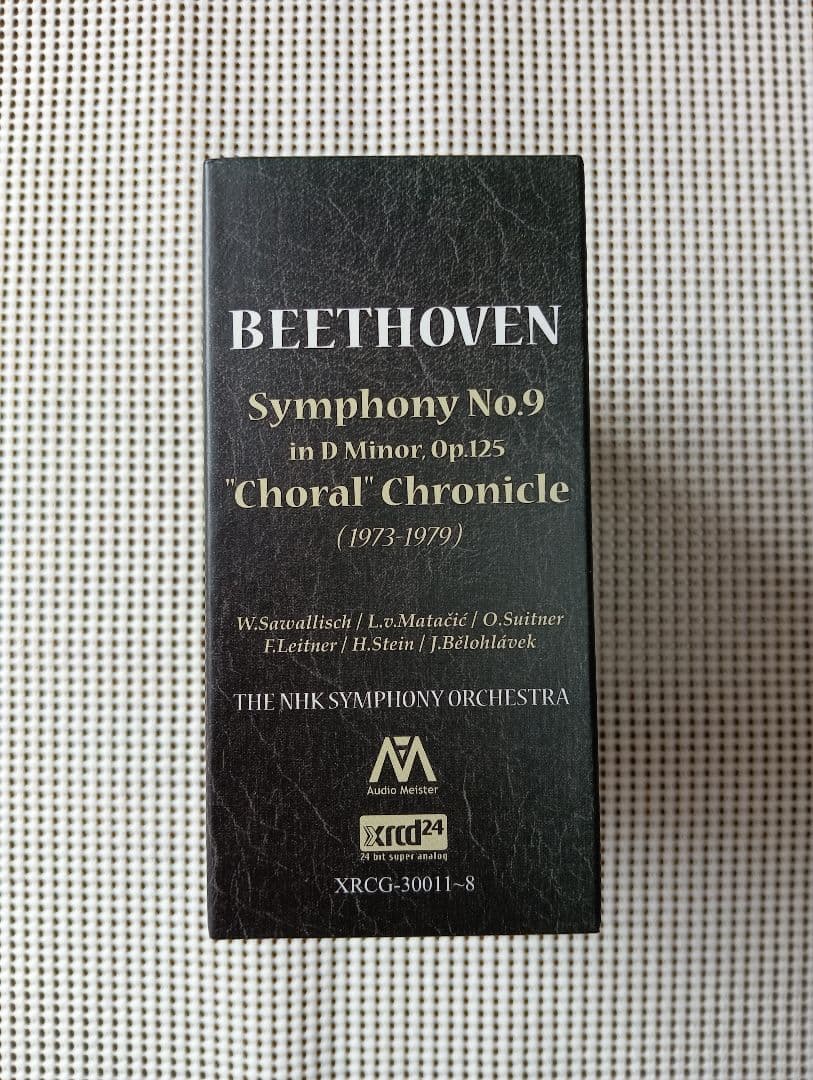 BEETHOVEN
Symphony No.9
in D Minor, Op.125
"Choral" Chronicle
(1973-1979)
W.Sawallisch / L.v.Matačić / O.Suitner
F.Leitner / H.Stein / J.Bělohlávek
THE NHK SYMPHONY ORCHESTRA
Audio Meister
xrcd24
24 bit super analog
XRCG-30011~8